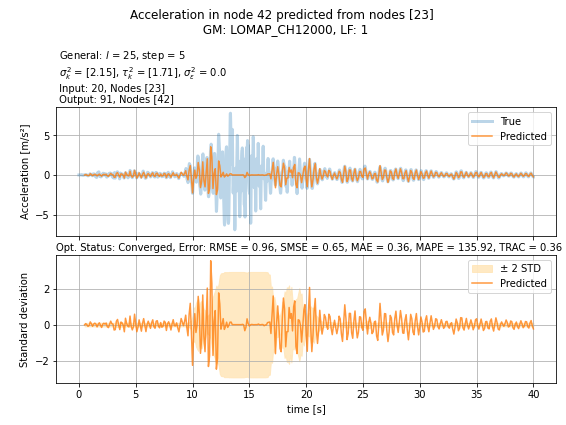 Acceleration in node 42 predicted from nodes [23]
GM: LOMAP_CH12000, LF: 1
General: l = 25, step = 5
σ²ₖ = [2.15], τ²ₖ = [1.71], σ²ε = 0.0
Input: 20, Nodes [23]
Output: 91, Nodes [42]
True
Predicted
Acceleration [m/s²]
5
0
−5
Opt. Status: Converged, Error: RMSE = 0.96, SMSE = 0.65, MAE = 0.36, MAPE = 135.92, TRAC = 0.36
± 2 STD
Predicted
Standard deviation
2
0
−2
0 5 10 15 20 25 30 35 40
time [s]